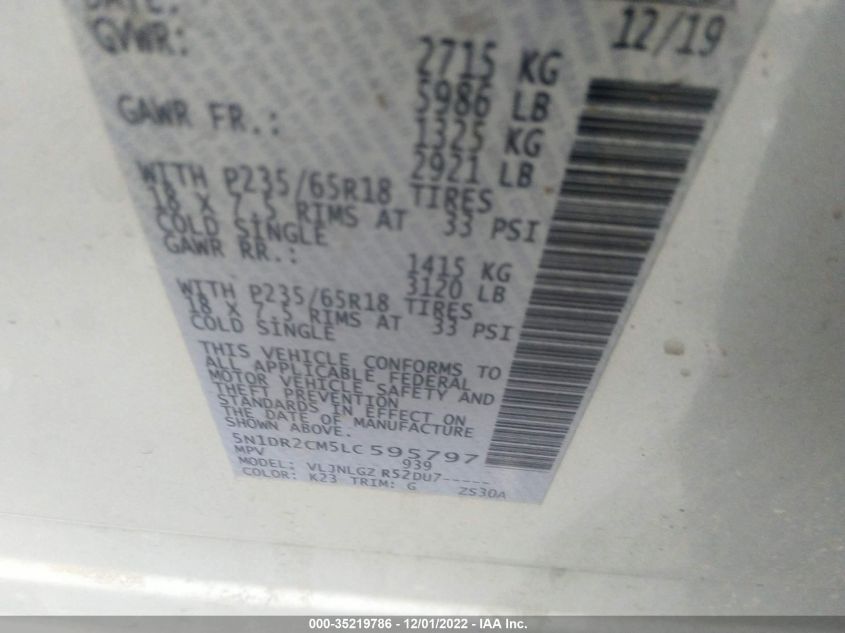 DATE:
12/19
GVWR:
2715 KG
5986 LB
GAWR FR.:
1325 KG
2921 LB
WITH P235/65R18 TIRES
18 X 7.5 RIMS AT 33 PSI
COLD SINGLE
GAWR RR.:
1415 KG
3120 LB
WITH P235/65R18 TIRES
18 X 7.5 RIMS AT 33 PSI
COLD SINGLE
THIS VEHICLE CONFORMS TO
ALL APPLICABLE FEDERAL
MOTOR VEHICLE SAFETY AND
THEFT PREVENTION
STANDARDS IN EFFECT ON
THE DATE OF MANUFACTURE
SHOWN ABOVE.
5N1DR2CM5LC595797
MPV 939
MODEL: VLJNLGZ R52DU7-----
COLOR: K23 TRIM: G ZS30A
000-35219786 - 12/01/2022 - IAA Inc.